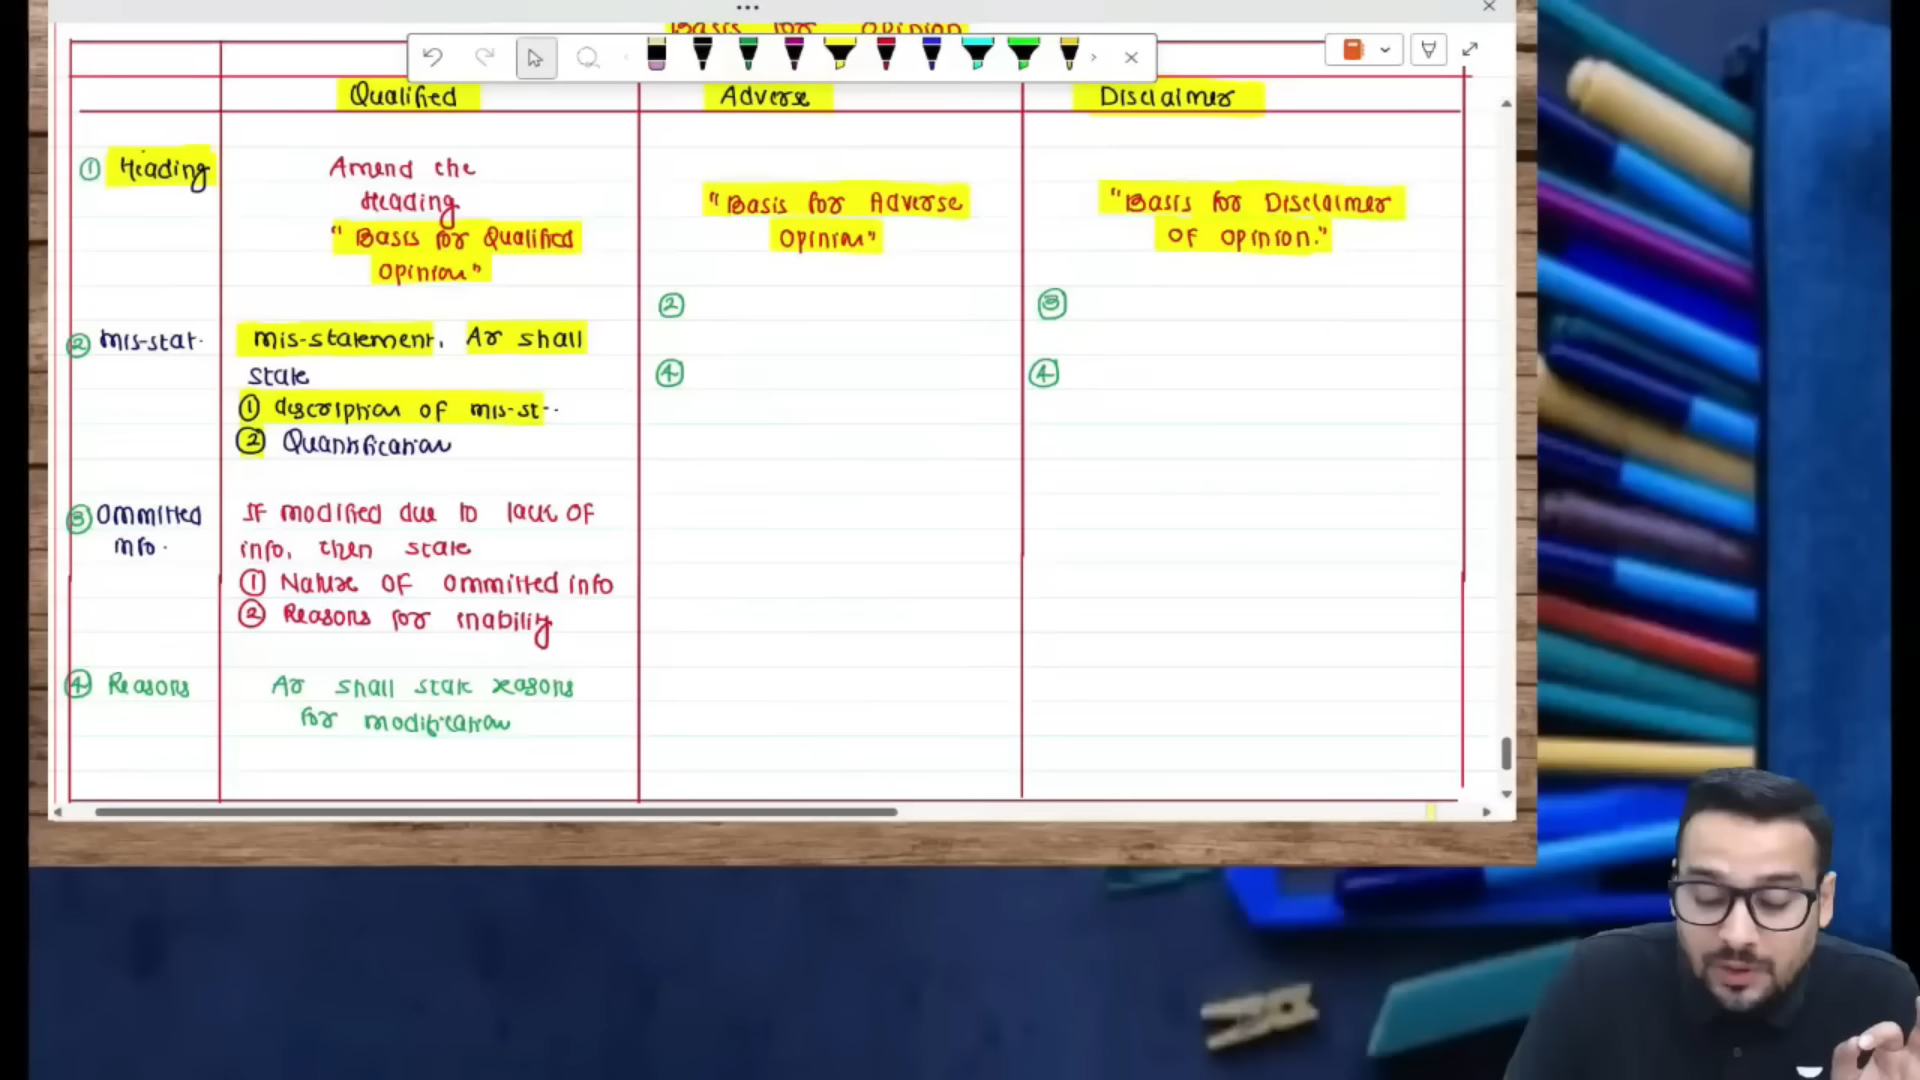 Basis for Opinion
Qualified
Adverse
Disclaimer
① Heading
Amend the
Heading
"Basis for Qualified
Opinion"
"Basis for Adverse
Opinion"
"Basis for Disclaimer
OF Opinion."
② mis-stat.
mis-statement, Ar shall
state
① description of mis-st..
② Quantification
②
④
③
④
③ Ommitted
info.
IF modified due to lack OF
info, then state
① Nature OF Ommitted info
② Reasons for inability
④ Reasons
Ar shall state reasons
for modification